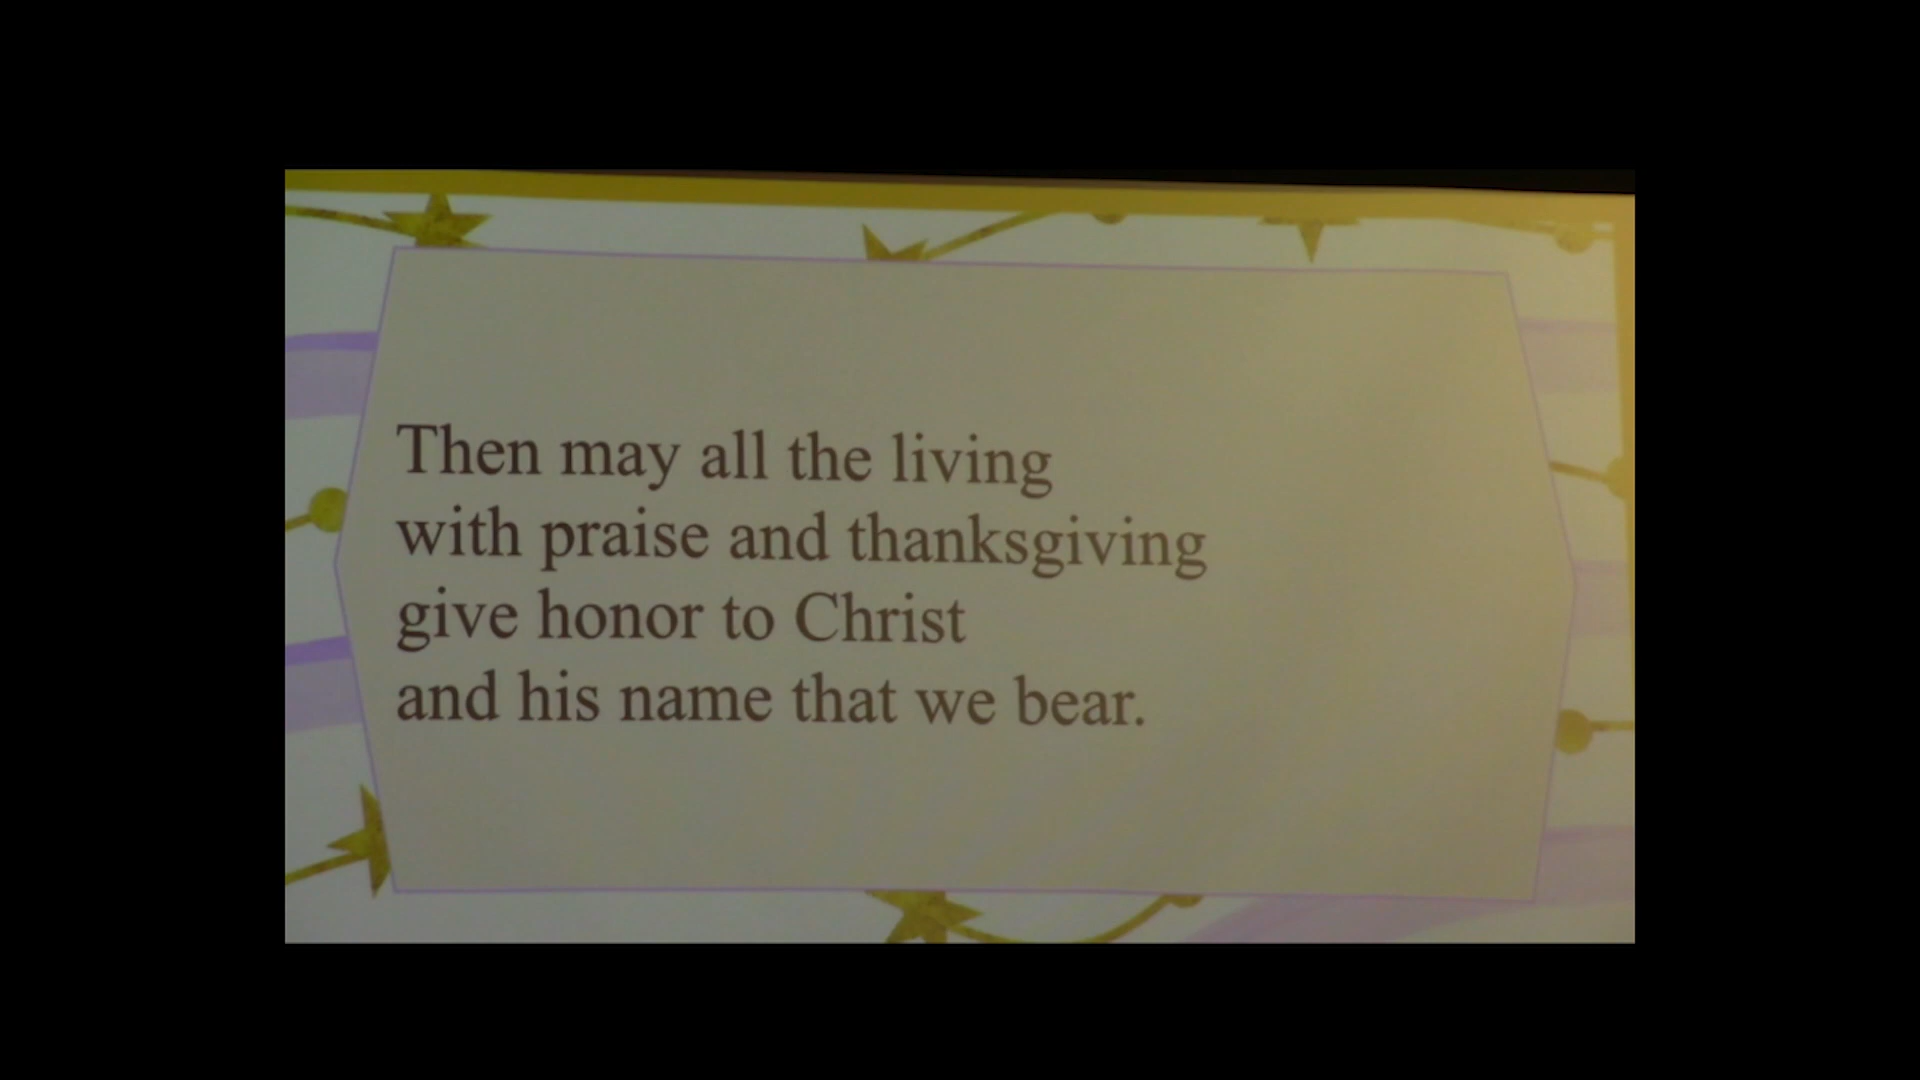 Then may all the living
with praise and thanksgiving
give honor to Christ
and his name that we bear.